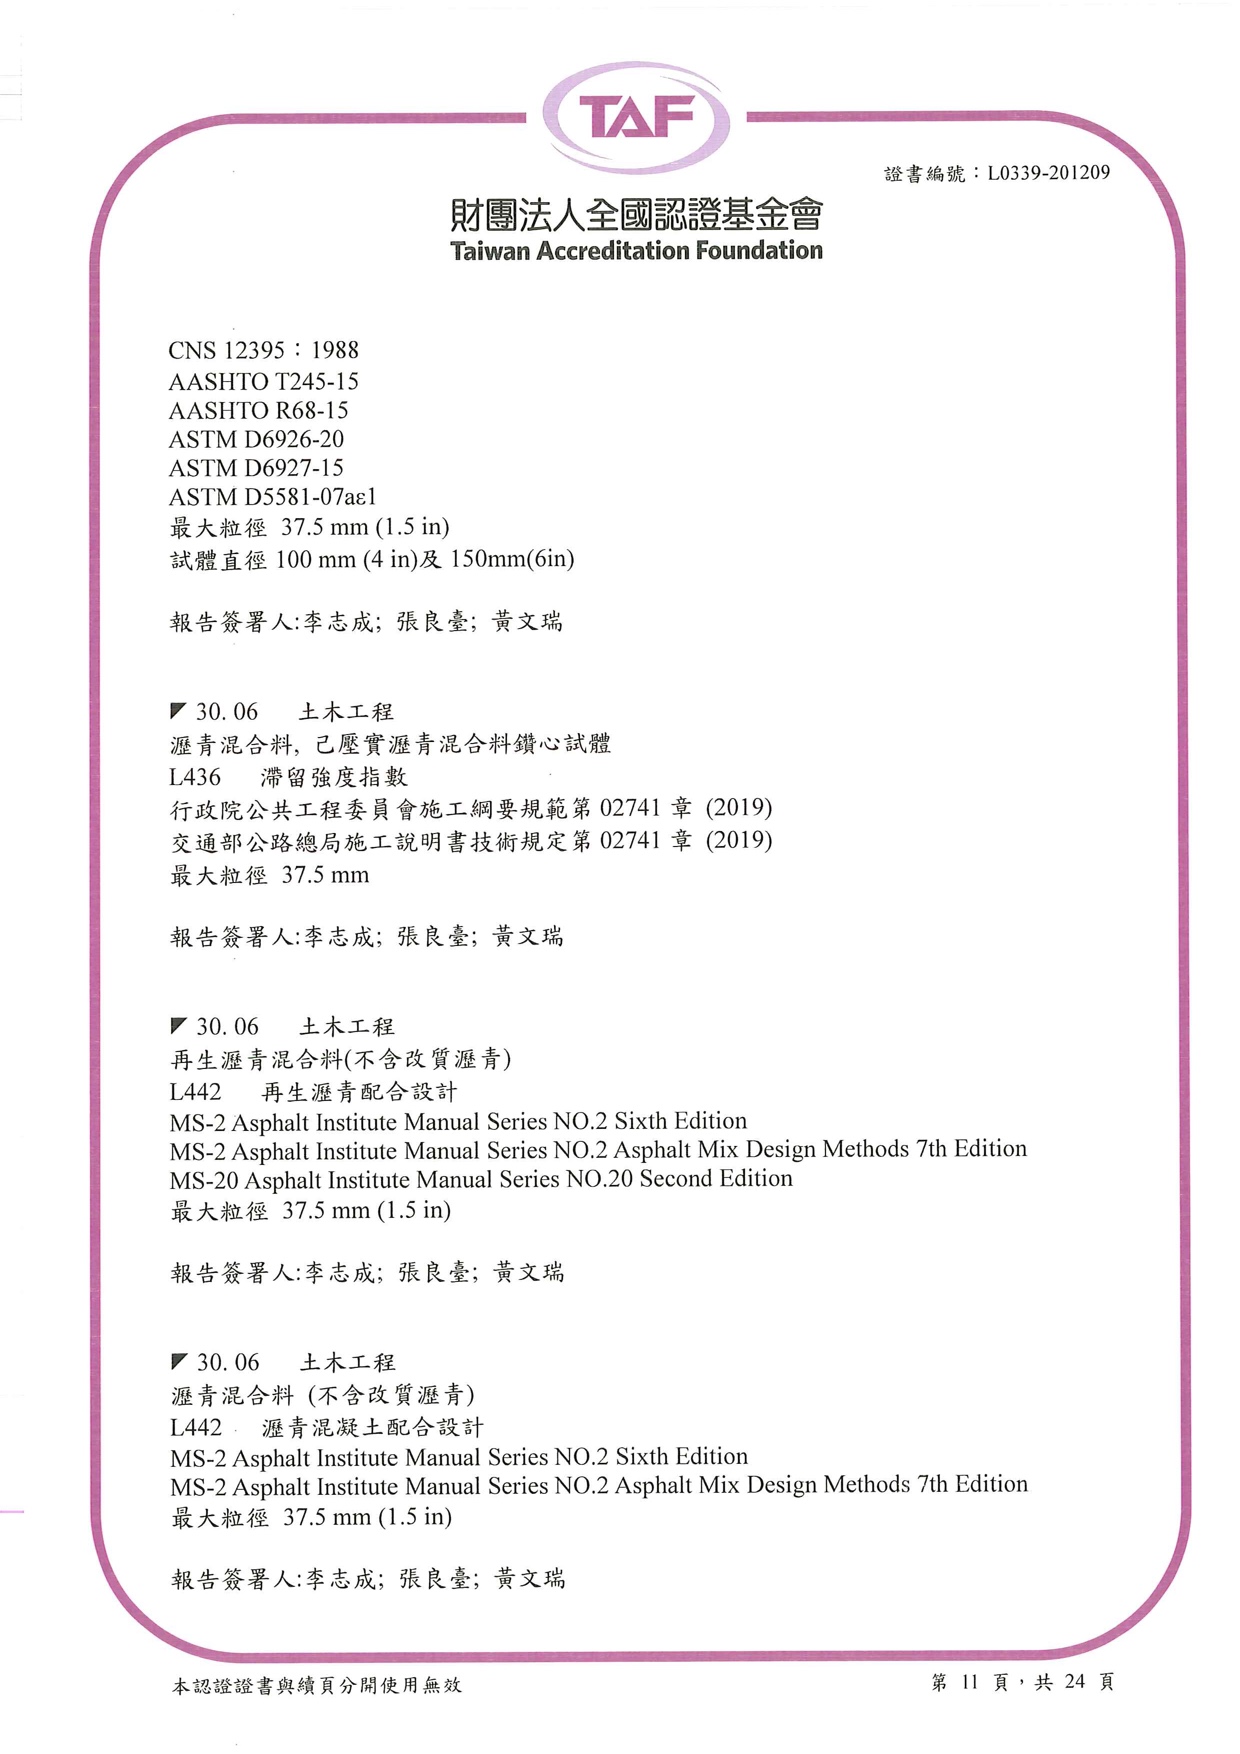 TAF
證書編號：L0339-201209
財團法人全國認證基金會
Taiwan Accreditation Foundation
CNS 12395：1988
AASHTO T245-15
AASHTO R68-15
ASTM D6926-20
ASTM D6927-15
ASTM D5581-07aε1
最大粒徑 37.5 mm (1.5 in)
試體直徑 100 mm (4 in)及 150mm(6in)
報告簽署人:李志成; 張良臺; 黃文瑞
30.06 土木工程
瀝青混合料, 己壓實瀝青混合料鑽心試體
L436 滯留強度指數
行政院公共工程委員會施工綱要規範第 02741 章 (2019)
交通部公路總局施工說明書技術規定第 02741 章 (2019)
最大粒徑 37.5 mm
報告簽署人:李志成; 張良臺; 黃文瑞
30.06 土木工程
再生瀝青混合料(不含改質瀝青)
L442 再生瀝青配合設計
MS-2 Asphalt Institute Manual Series NO.2 Sixth Edition
MS-2 Asphalt Institute Manual Series NO.2 Asphalt Mix Design Methods 7th Edition
MS-20 Asphalt Institute Manual Series NO.20 Second Edition
最大粒徑 37.5 mm (1.5 in)
報告簽署人:李志成; 張良臺; 黃文瑞
30.06 土木工程
瀝青混合料 (不含改質瀝青)
L442 瀝青混凝土配合設計
MS-2 Asphalt Institute Manual Series NO.2 Sixth Edition
MS-2 Asphalt Institute Manual Series NO.2 Asphalt Mix Design Methods 7th Edition
最大粒徑 37.5 mm (1.5 in)
報告簽署人:李志成; 張良臺; 黃文瑞
本認證證書與續頁分開使用無效
第 11 頁，共 24 頁